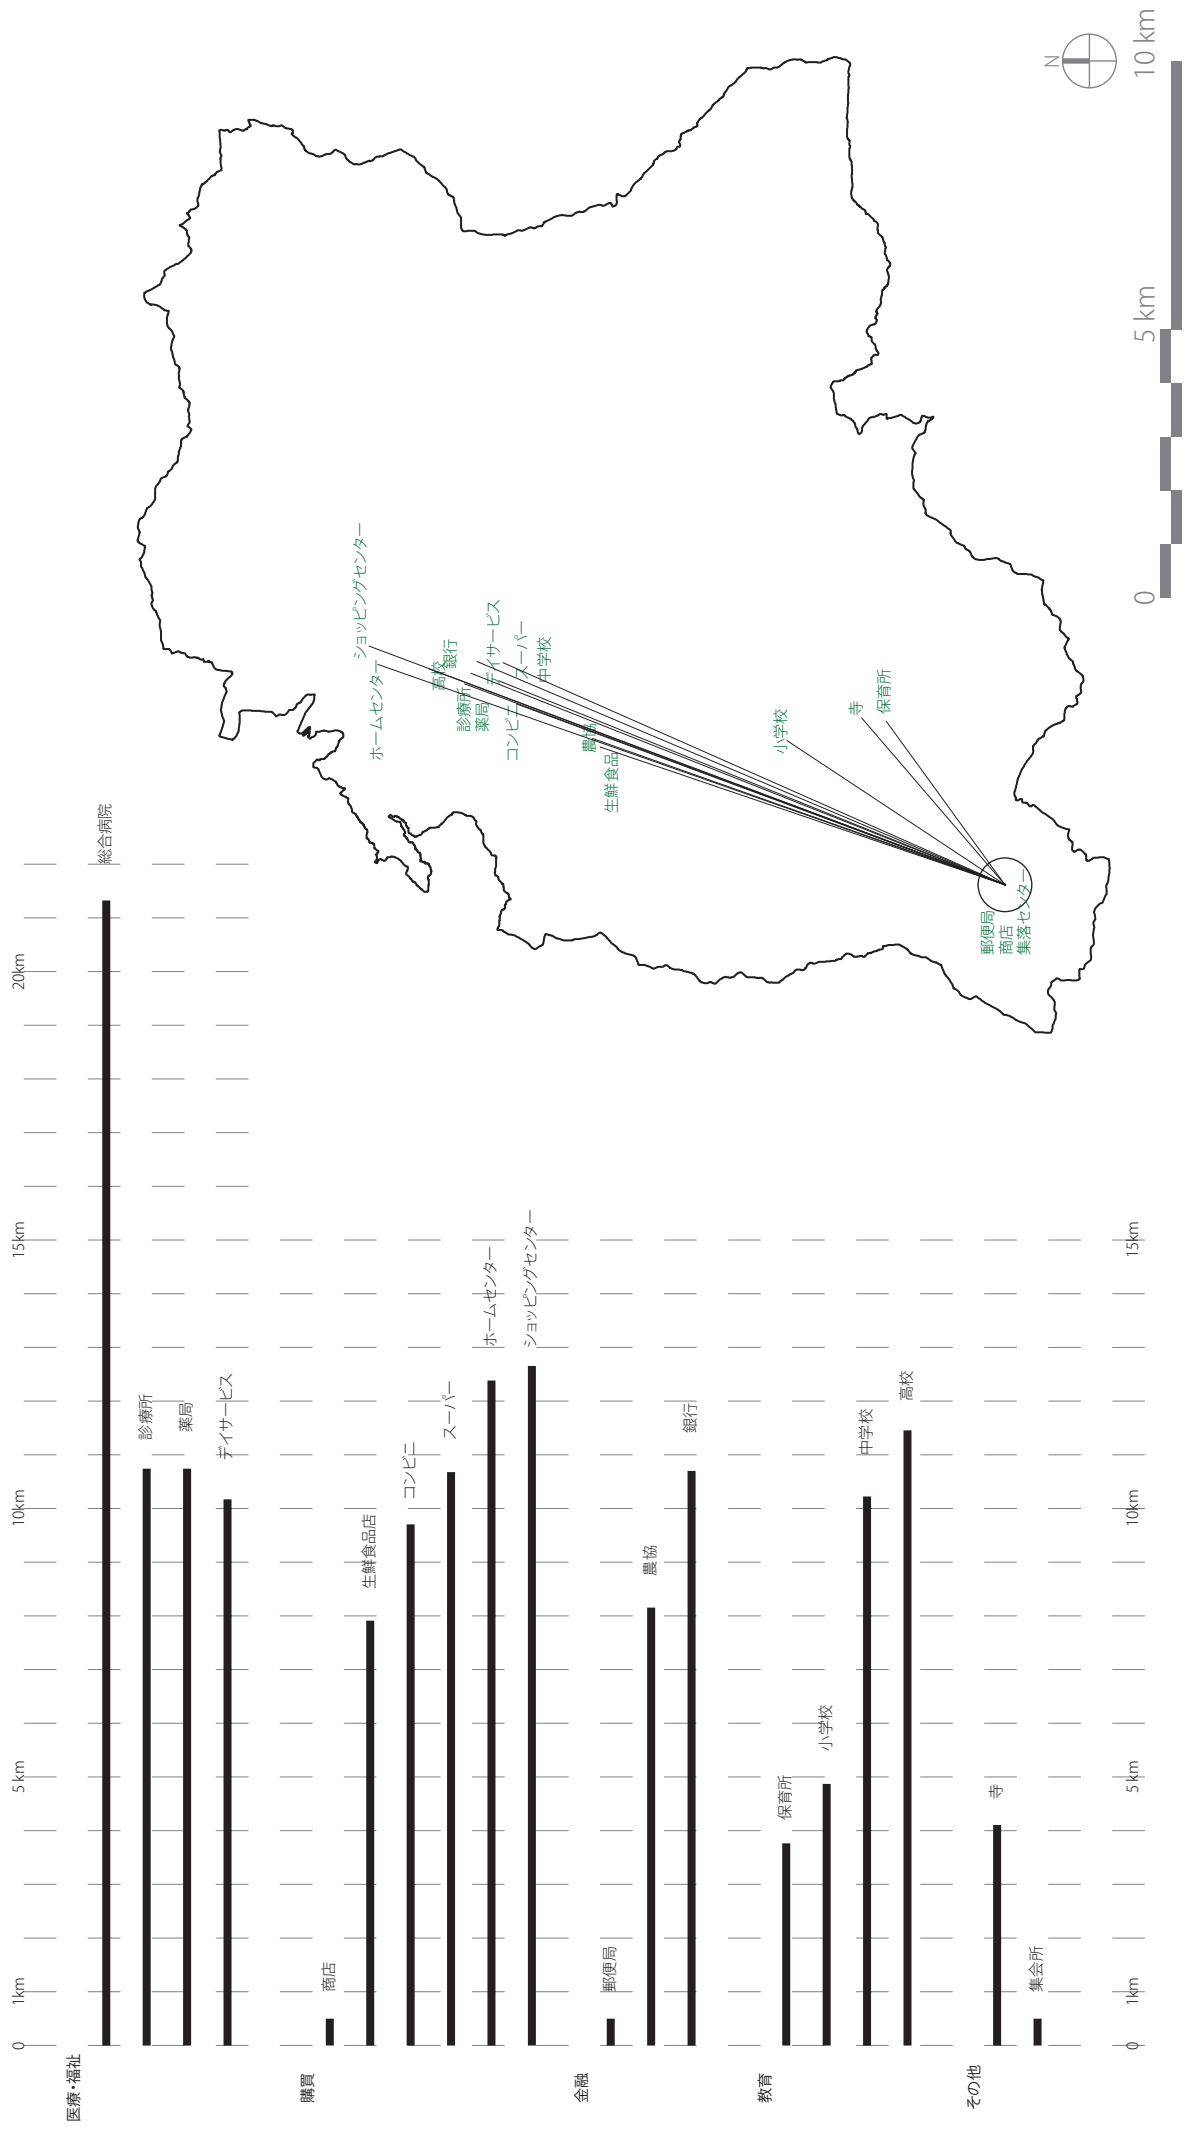 0
1km
5 km
10km
15km
20km
医療・福祉
総合病院
診療所
薬局
デイサービス
購買
商店
生鮮食品店
コンビニ
スーパー
ホームセンター
ショッピングセンター
金融
郵便局
農協
銀行
教育
保育所
小学校
中学校
高校
その他
寺
集会所
0
1km
5 km
10km
15km
ショッピングセンター
ホームセンター
高校
銀行
診療所
薬局
デイサービス
コンビニ
スーパー
中学校
農協
生鮮食品
小学校
寺
保育所
郵便局
商店
集落センター
N
0
5 km
10 km